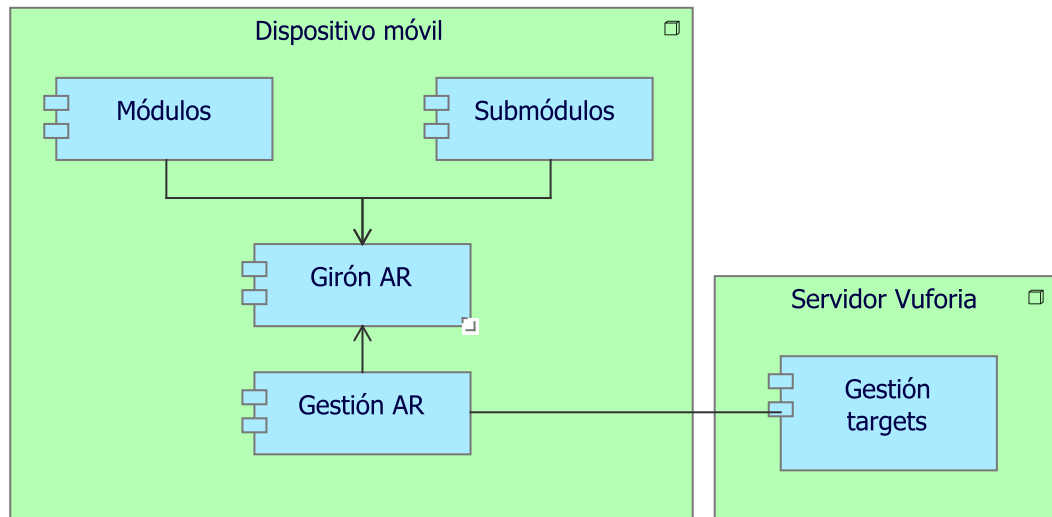 Dispositivo móvil
Módulos
Submódulos
Girón AR
Servidor Vuforia
Gestión AR
Gestión
targets